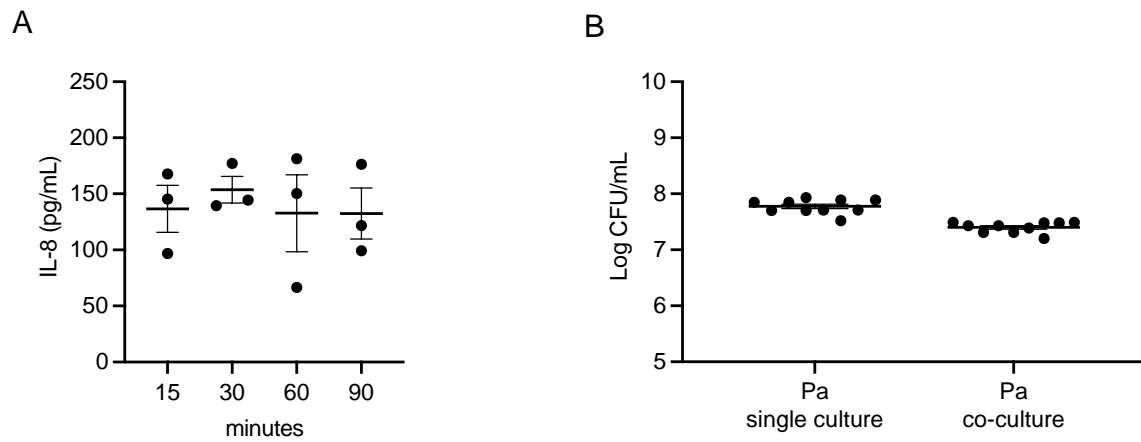 A
IL-8 (pg/mL)
250
200
150
100
50
0
15 30 60 90
minutes
B
Log CFU/mL
10
9
8
7
6
5
Pa Pa
single culture co-culture